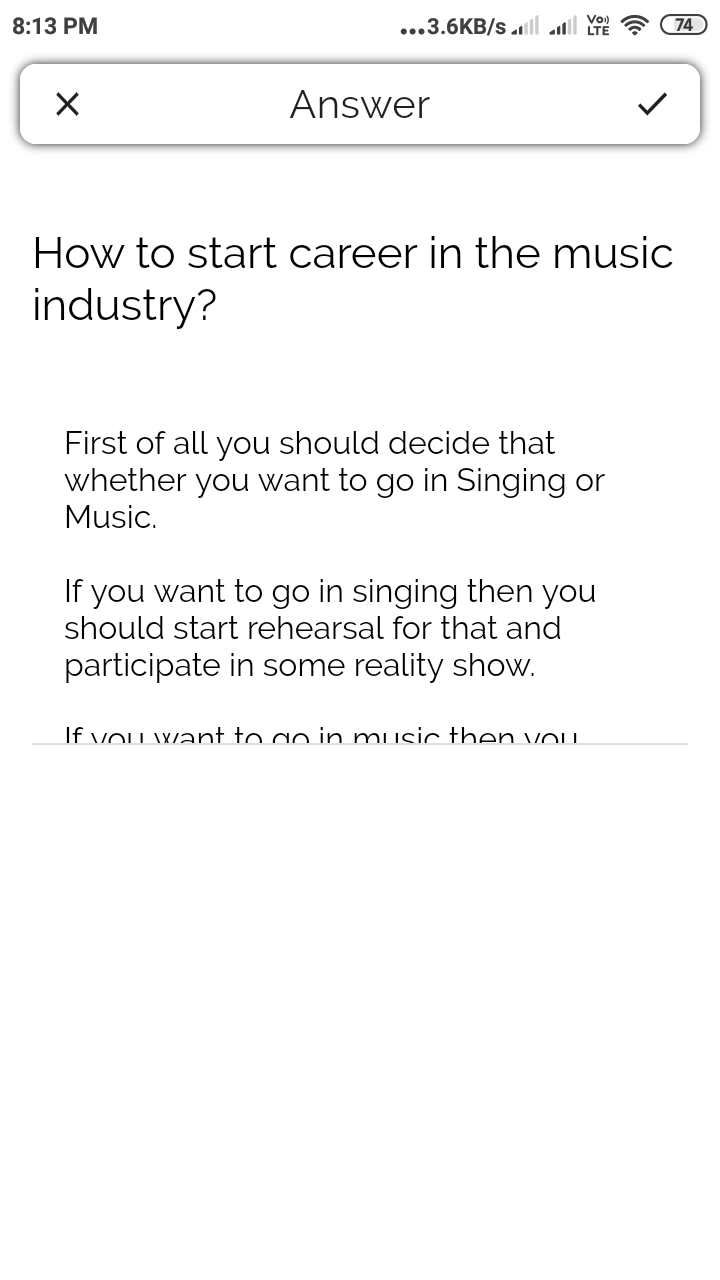 8:13 PM
...3.6KB/s
Vo))
LTE
74
Answer
How to start career in the music
industry?
First of all you should decide that
whether you want to go in Singing or
Music.
If you want to go in singing then you
should start rehearsal for that and
participate in some reality show.
If you want to go in music then you